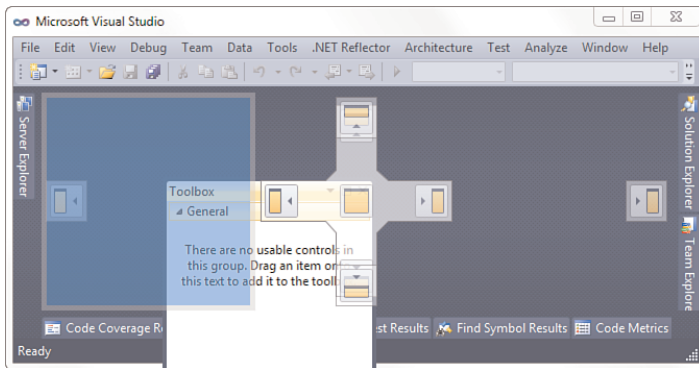 Microsoft Visual Studio
File Edit View Debug Team Data Tools .NET Reflector Architecture Test Analyze Window Help
Server Explorer
Solution Explorer
Team Explore
Toolbox
General
There are no usable controls in
this group. Drag an item on
this text to add it to the tool
Code Coverage R st Results Find Symbol Results Code Metrics
Ready